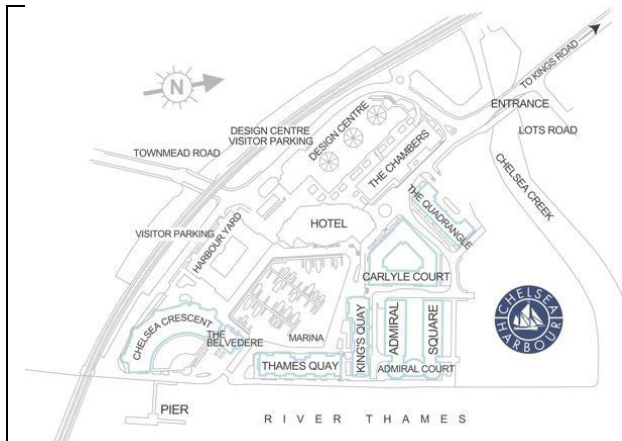 TO KINGS ROAD
N
ENTRANCE
LOTS ROAD
DESIGN CENTRE
VISITOR PARKING
DESIGN CENTRE
TOWNMEAD ROAD
THE CHAMBERS
CHELSEA CREEK
THE QUADRANGLE
HOTEL
VISITOR PARKING
HARBOUR YARD
CARLYLE COURT
CHELSEA
HARBOUR
CHELSEA CRESCENT
THE
BELVEDERE
MARINA
KING'S QUAY
ADMIRAL
SQUARE
THAMES QUAY
ADMIRAL COURT
PIER
RIVER THAMES